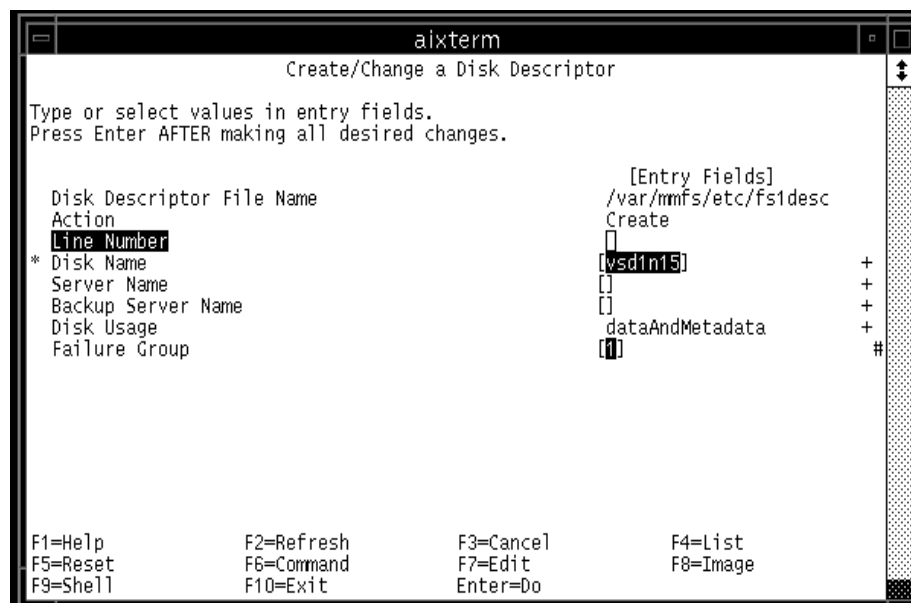 aixterm
Create/Change a Disk Descriptor
Type or select values in entry fields.
Press Enter AFTER making all desired changes.
[Entry Fields]
Disk Descriptor File Name /var/mmfs/etc/fs1desc
Action Create
Line Number
* Disk Name [vsd1n15] +
Server Name [] +
Backup Server Name [] +
Disk Usage dataAndMetadata +
Failure Group [1] #
F1=Help F2=Refresh F3=Cancel F4=List
F5=Reset F6=Command F7=Edit F8=Image
F9=Shell F10=Exit Enter=Do